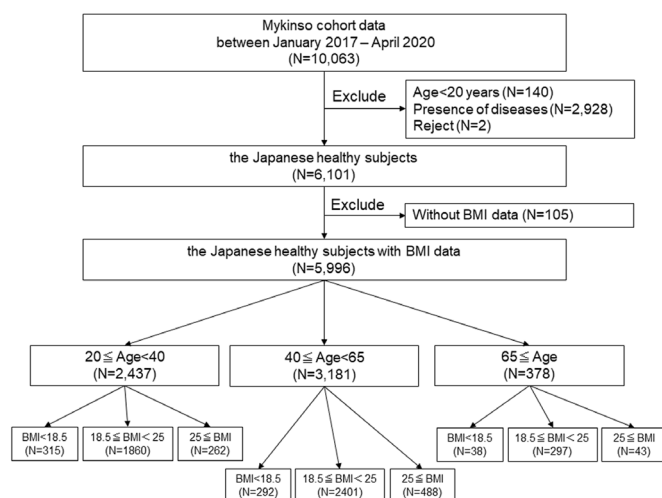 Mykinso cohort data
between January 2017 – April 2020
(N=10,063)
Exclude
Age<20 years (N=140)
Presence of diseases (N=2,928)
Reject (N=2)
the Japanese healthy subjects
(N=6,101)
Exclude
Without BMI data (N=105)
the Japanese healthy subjects with BMI data
(N=5,996)
20≦Age<40
(N=2,437)
40≦Age<65
(N=3,181)
65≦Age
(N=378)
BMI<18.5
(N=315)
18.5≦BMI<25
(N=1860)
25≦BMI
(N=262)
BMI<18.5
(N=292)
18.5≦BMI<25
(N=2401)
25≦BMI
(N=488)
BMI<18.5
(N=38)
18.5≦BMI<25
(N=297)
25≦BMI
(N=43)